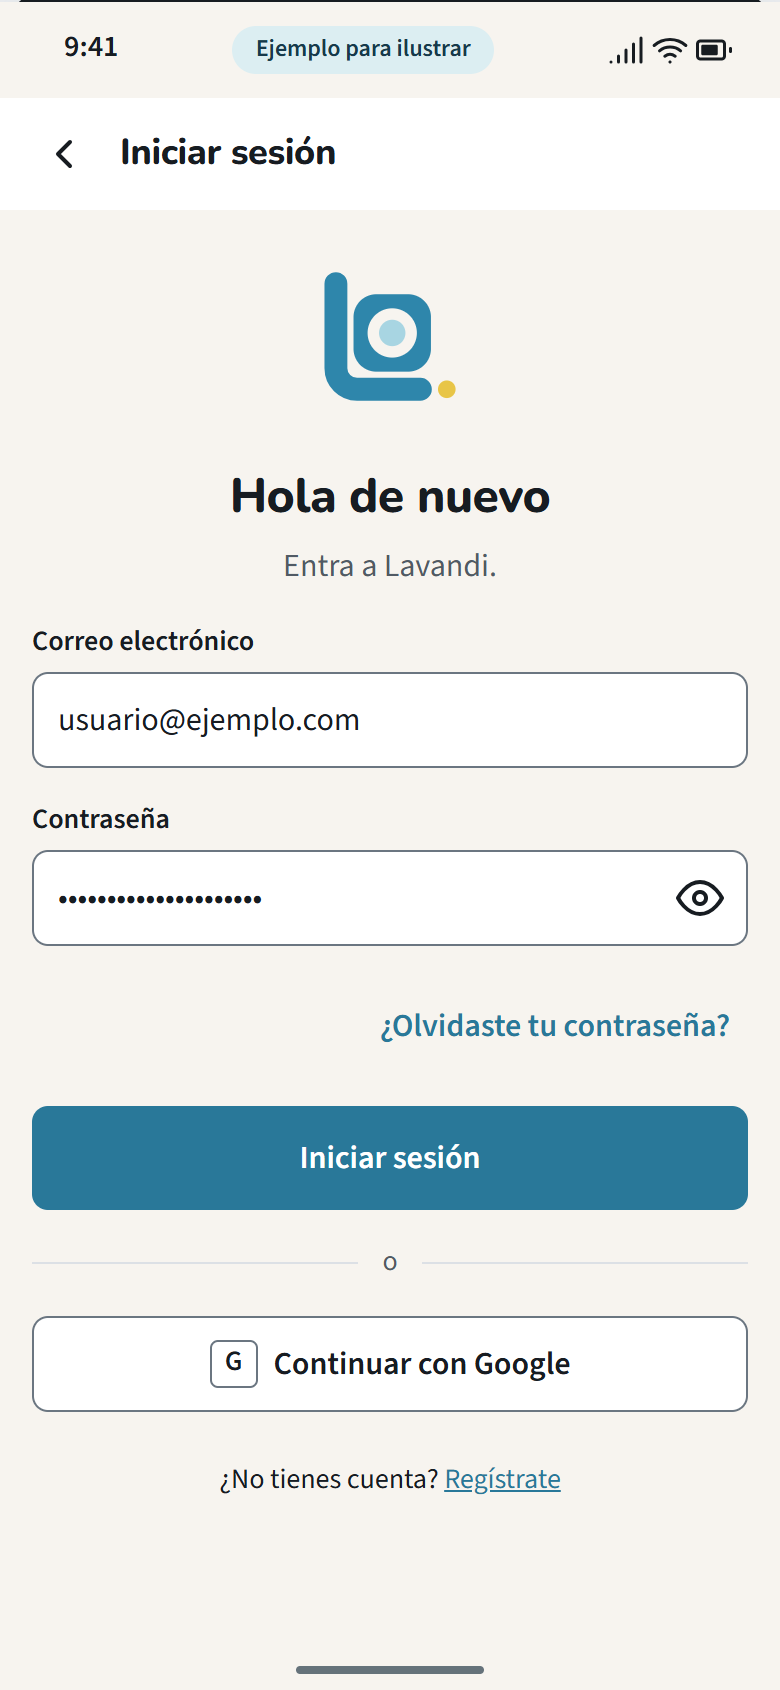 9:41
Ejemplo para ilustrar
Iniciar sesión
Hola de nuevo
Entra a Lavandi.
Correo electrónico
usuario@ejemplo.com
Contraseña
•••••••••••••••••••••
¿Olvidaste tu contraseña?
Iniciar sesión
o
G Continuar con Google
¿No tienes cuenta? Regístrate